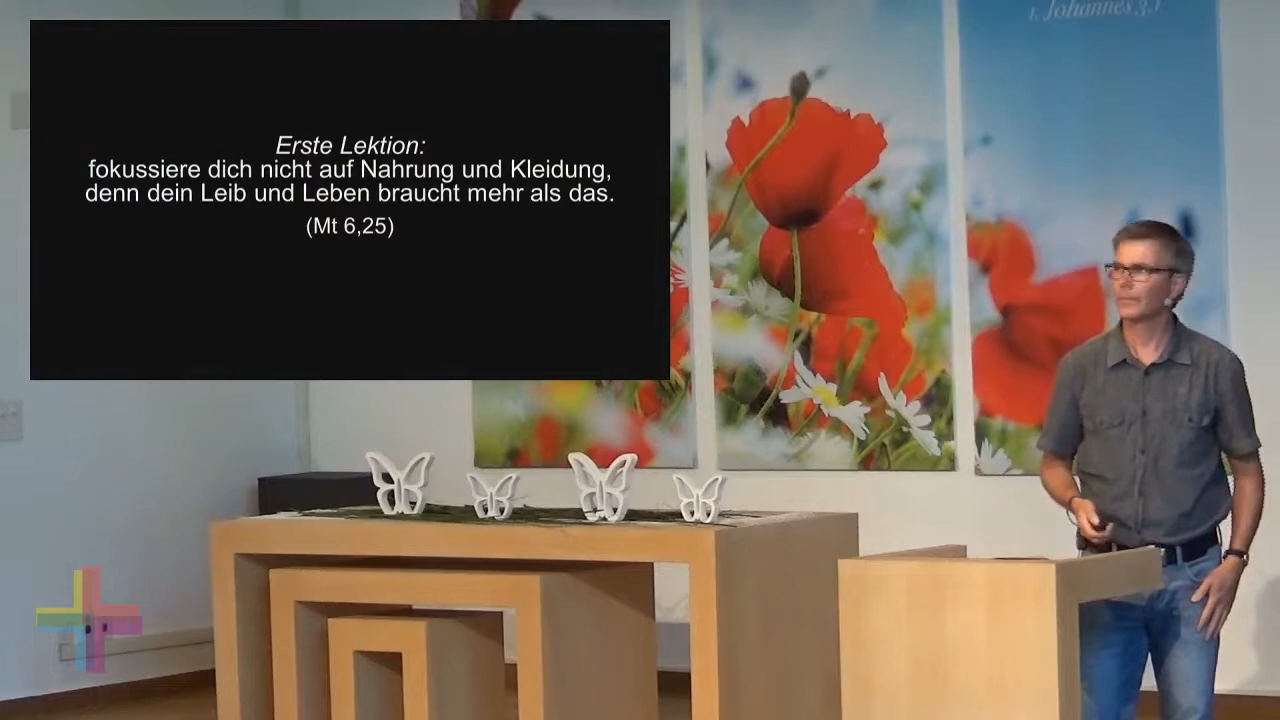 1. Johannes 3,1
Erste Lektion:
fokussiere dich nicht auf Nahrung und Kleidung,
denn dein Leib und Leben braucht mehr als das.
(Mt 6,25)